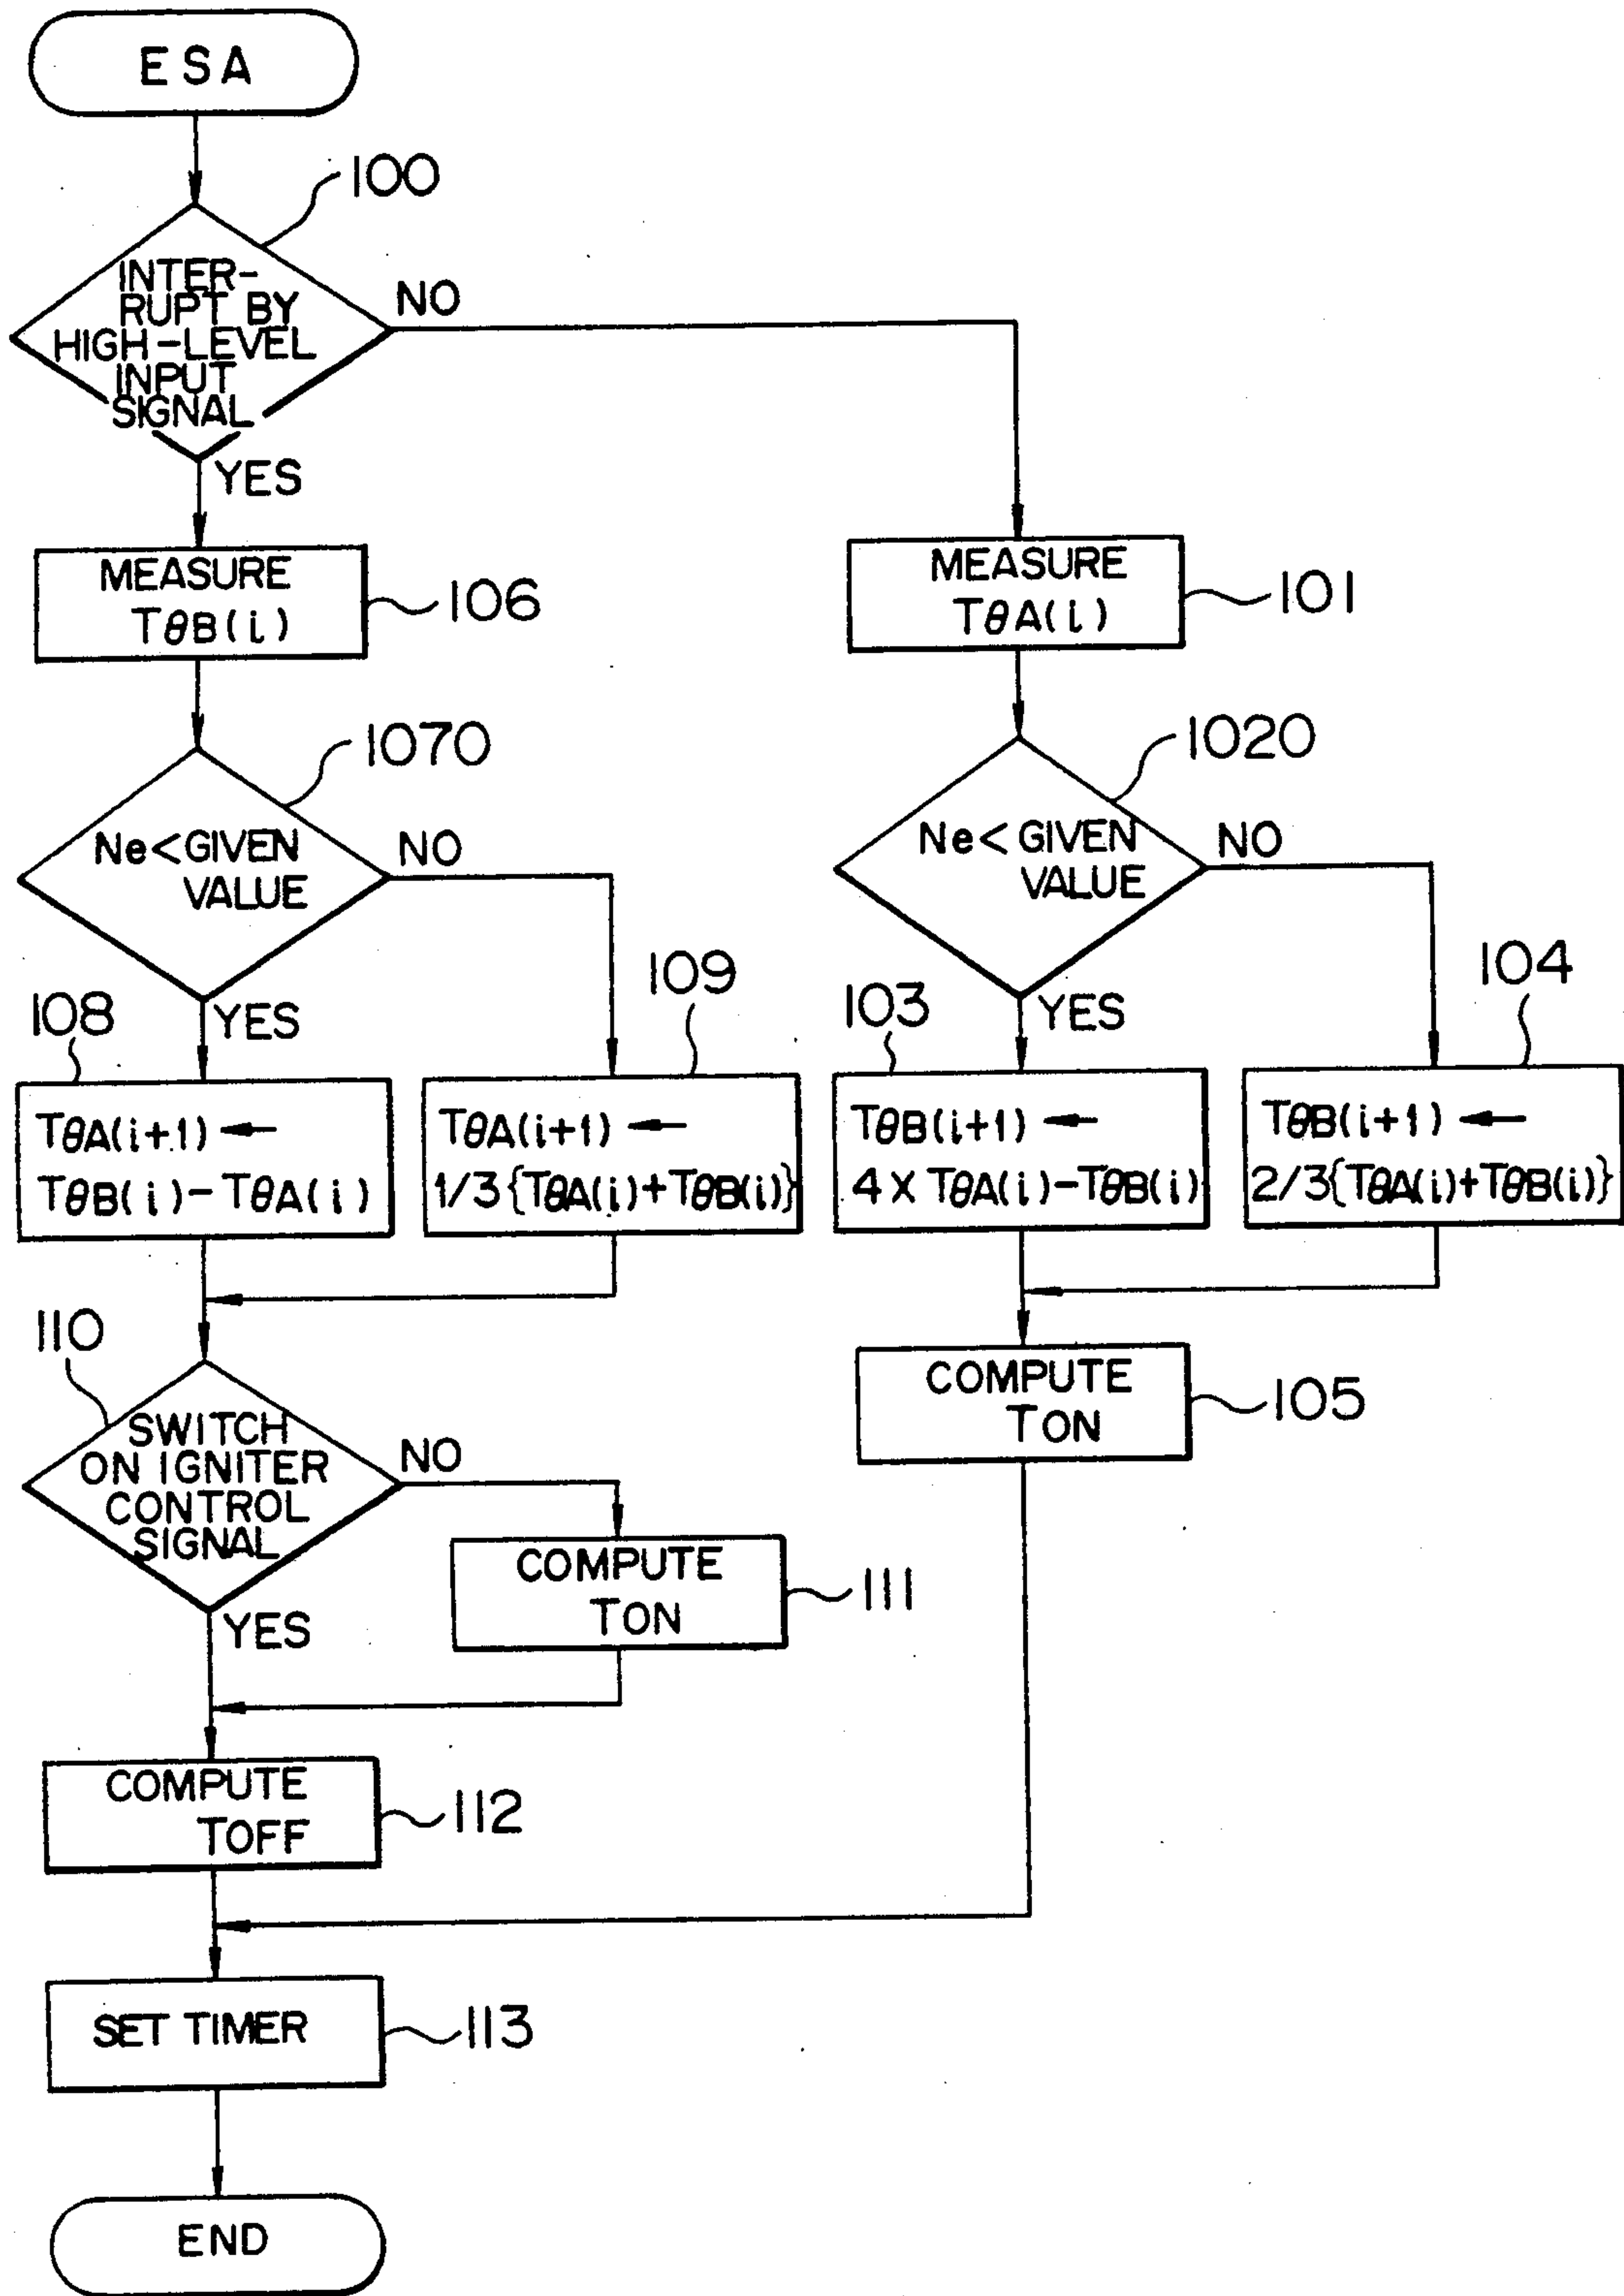 ESA
100
INTER-
RUPT BY
HIGH-LEVEL
INPUT
SIGNAL
NO
YES
MEASURE
TθB(i)
106
MEASURE
TθA(i)
101
1070
Ne<GIVEN
VALUE
NO
YES
1020
Ne<GIVEN
VALUE
NO
YES
108
TθA(i+1) ←
TθB(i)-TθA(i)
109
TθA(i+1) ←
1/3{TθA(i)+TθB(i)}
103
TθB(i+1) ←
4 X TθA(i)-TθB(i)
104
TθB(i+1) ←
2/3{TθA(i)+TθB(i)}
110
SWITCH
ON IGNITER
CONTROL
SIGNAL
NO
YES
COMPUTE
TON
111
COMPUTE
TON
105
COMPUTE
TOFF
112
SET TIMER
113
END